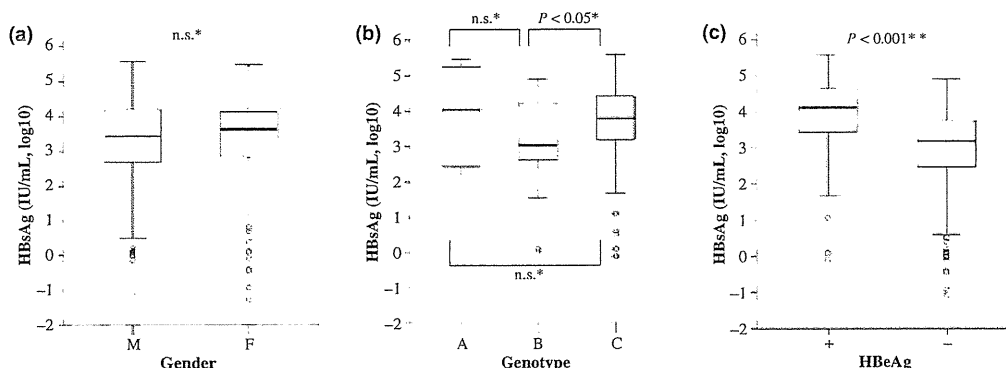 (a)
n.s.*
HBsAg (IU/mL, log10)
6
5
4
3
2
1
0
−1
−2
M
F
Gender
(b)
n.s.*
P < 0.05*
HBsAg (IU/mL, log10)
6
5
4
3
2
1
0
−1
−2
n.s.*
A
B
C
Genotype
(c)
P < 0.001**
HBsAg (IU/mL, log10)
6
5
4
3
2
1
0
−1
−2
+
−
HBeAg